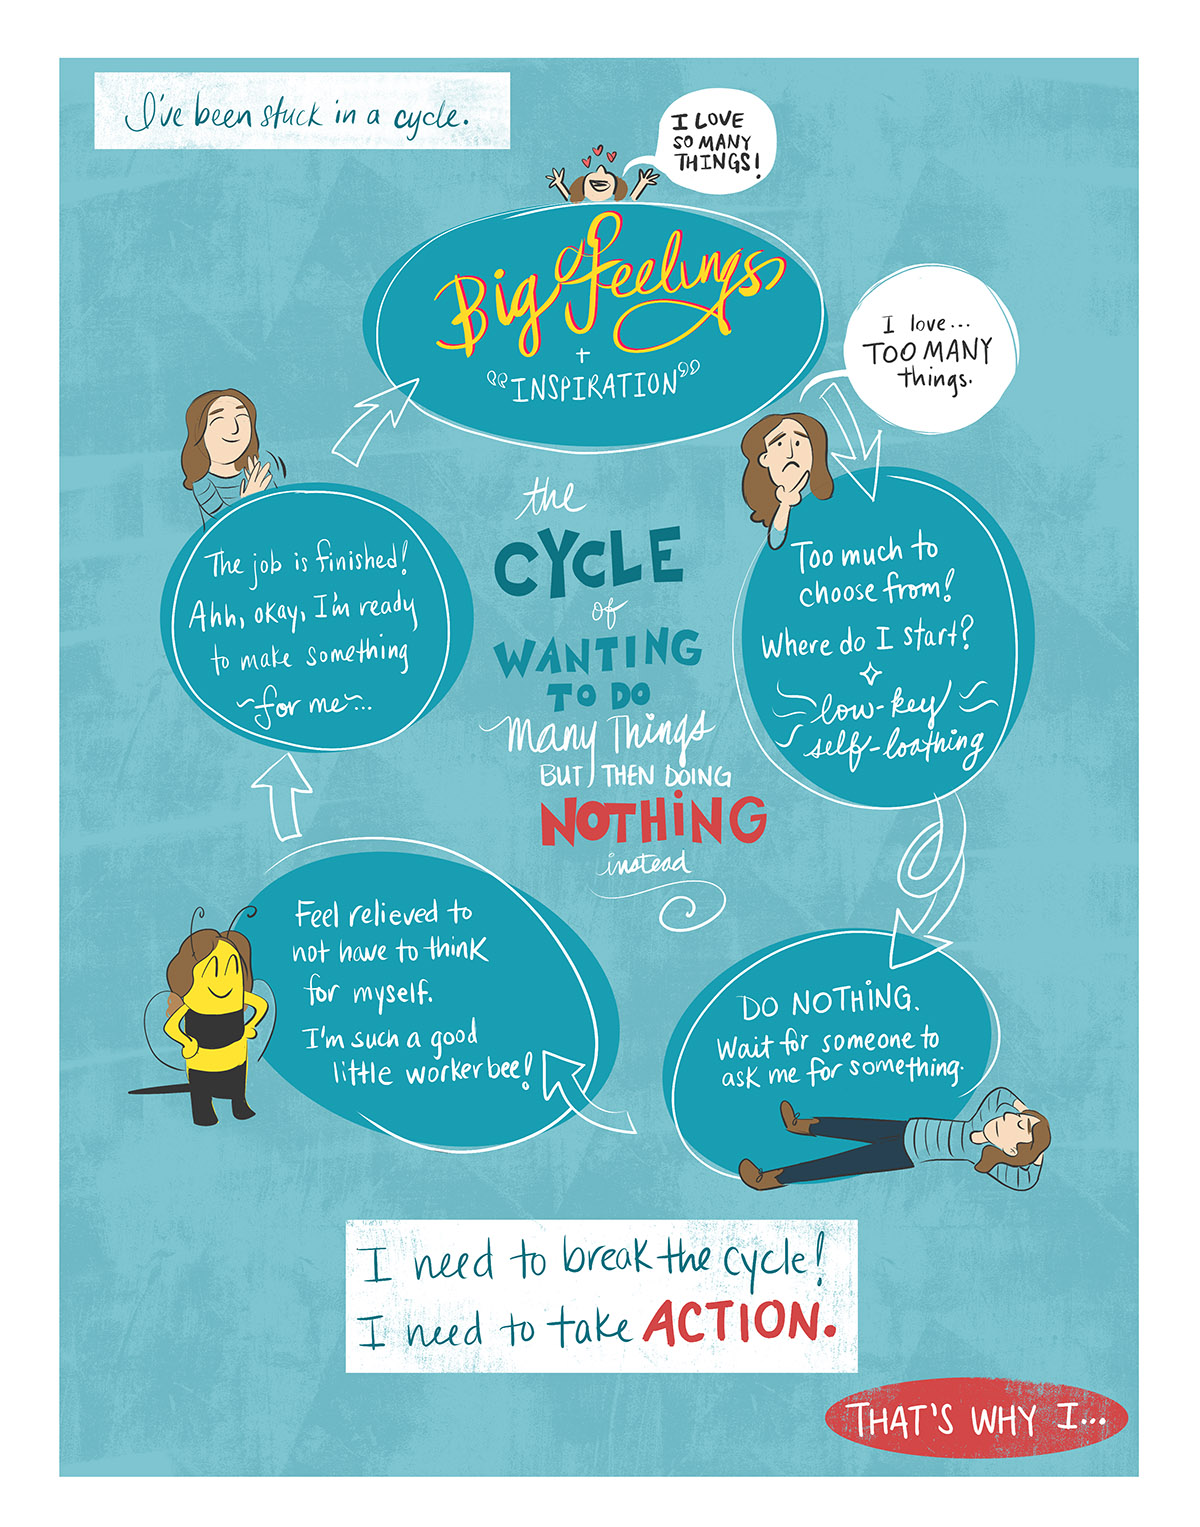 I've been stuck in a cycle.
I LOVE
SO MANY
THINGS!
Big Feelings
+
"INSPIRATION"
I love...
TOO MANY
things.
Too much to
choose from!
Where do I start?
low-key
self-loathing
DO NOTHING.
Wait for someone to
ask me for something.
Feel relieved to
not have to think
for myself.
I'm such a good
little worker bee!
The job is finished!
Ahh, okay, I'm ready
to make something
~for me~...
the
CYCLE
of
WANTING
TO DO
Many Things
BUT THEN DOING
NOTHING
instead
I need to break the cycle!
I need to take ACTION.
THAT'S WHY I...